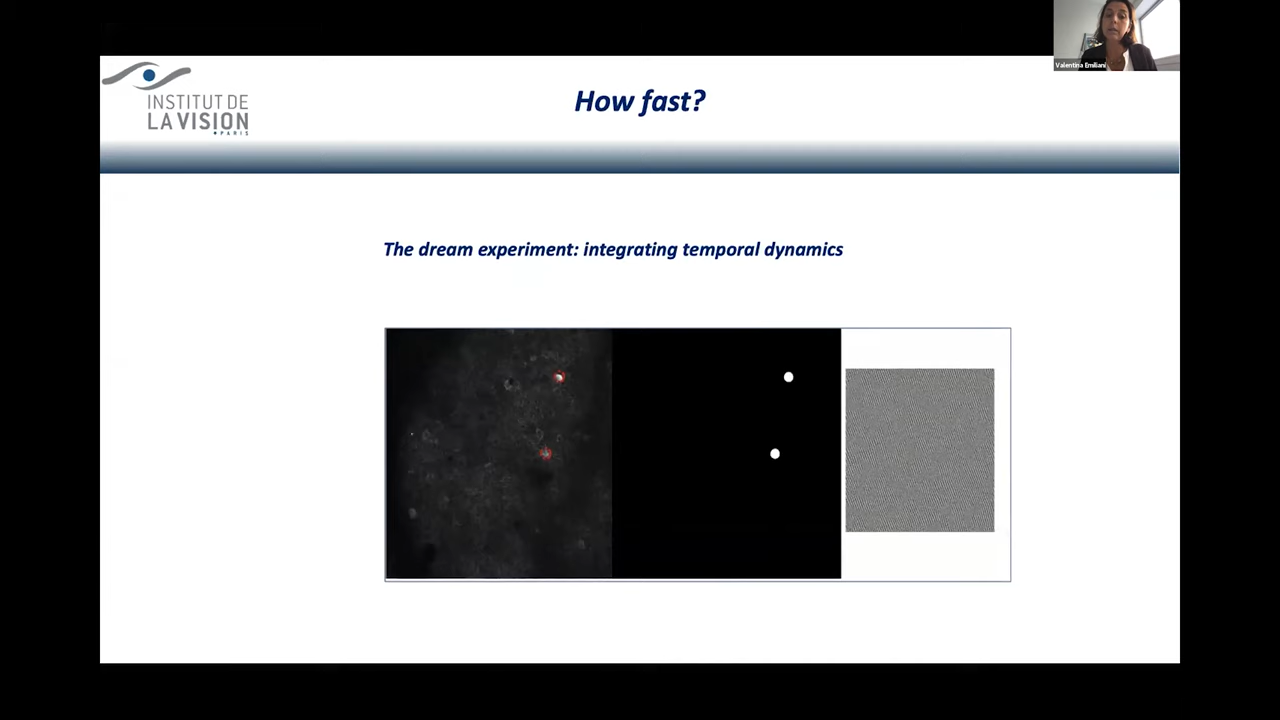 Valentina Emiliani
INSTITUT DE
LA VISION
PARIS
How fast?
The dream experiment: integrating temporal dynamics